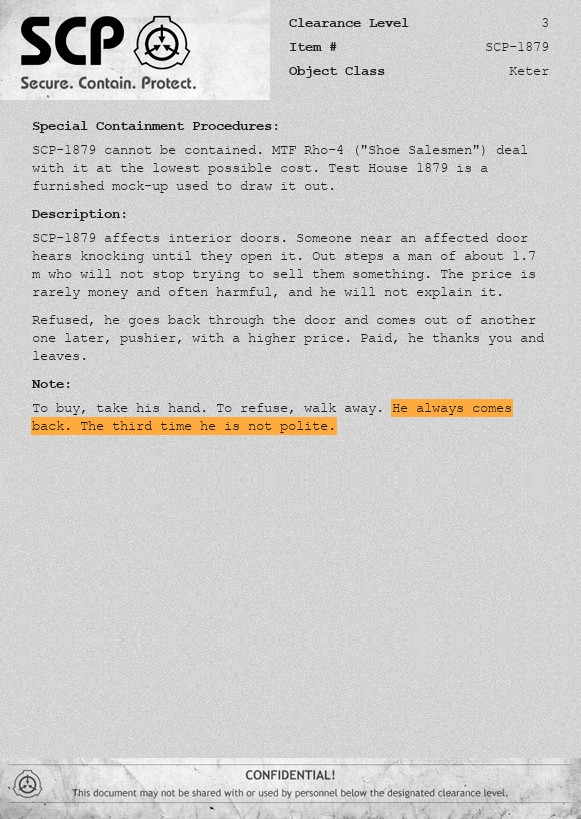 SCP
Secure. Contain. Protect.
Clearance Level 3
Item # SCP-1879
Object Class Keter
Special Containment Procedures:
SCP-1879 cannot be contained. MTF Rho-4 ("Shoe Salesmen") deal
with it at the lowest possible cost. Test House 1879 is a
furnished mock-up used to draw it out.
Description:
SCP-1879 affects interior doors. Someone near an affected door
hears knocking until they open it. Out steps a man of about 1.7
m who will not stop trying to sell them something. The price is
rarely money and often harmful, and he will not explain it.
Refused, he goes back through the door and comes out of another
one later, pushier, with a higher price. Paid, he thanks you and
leaves.
Note:
To buy, take his hand. To refuse, walk away. He always comes
back. The third time he is not polite.
CONFIDENTIAL!
This document may not be shared with or used by personnel below the designated clearance level.